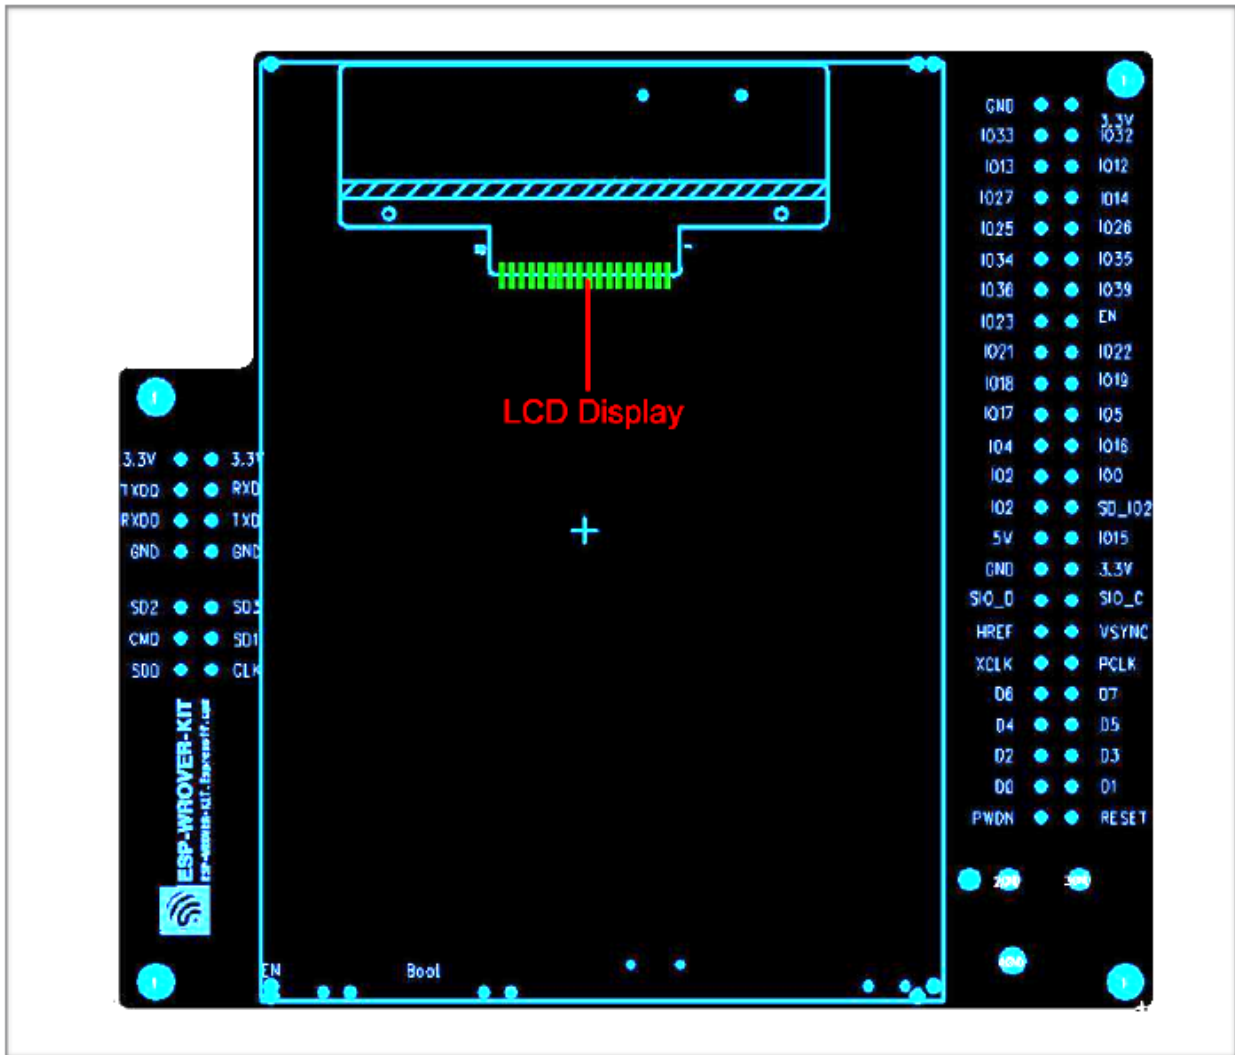 GND 3.3V
IO33 IO32
IO13 IO12
IO27 IO14
IO25 IO26
IO34 IO35
IO36 IO39
IO23 EN
IO21 IO22
IO18 IO19
IO17 IO5
IO4 IO16
IO2 IO0
IO2 SD_IO2
5V IO15
GND 3.3V
SIO_D SIO_C
HREF VSYNC
XCLK PCLK
D6 D7
D4 D5
D2 D3
D0 D1
PWDN RESET
LCD Display
3.3V 3.3V
TXD0 RXD
RXD0 TXD
GND GND
SD2 SD3
CMD SD1
SD0 CLK
ESP-WROVER-KIT
EN Boot